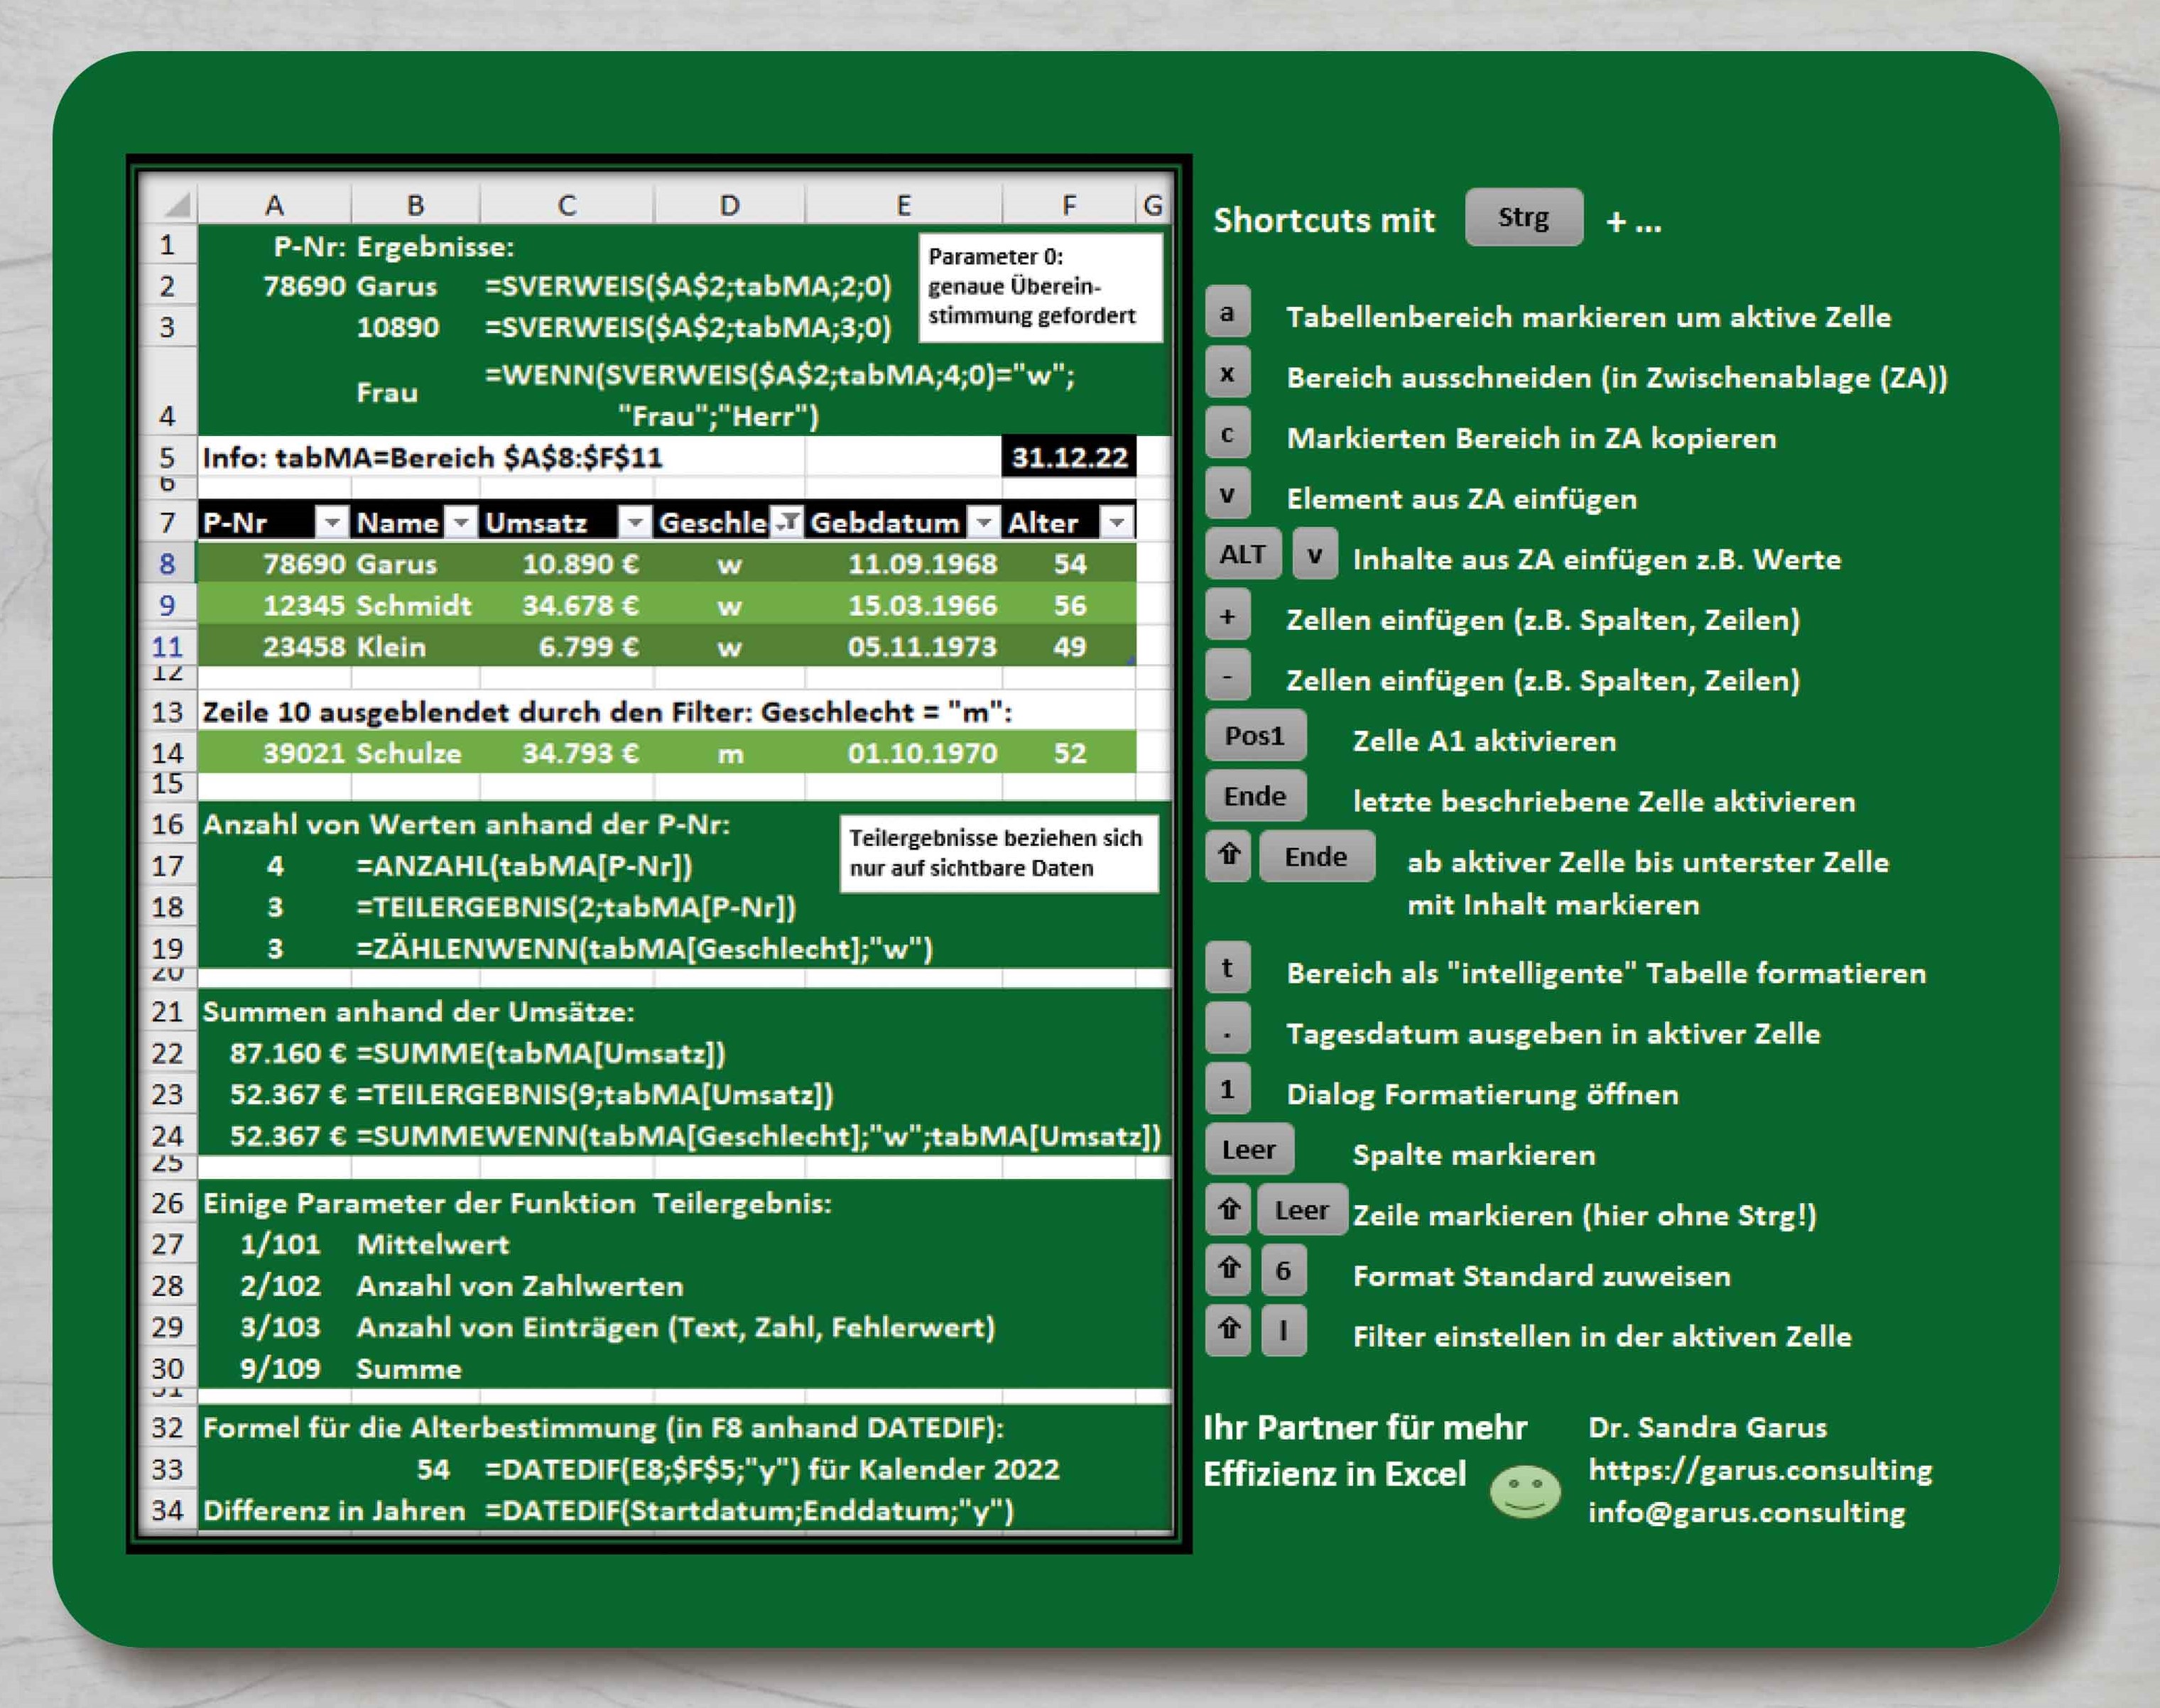 A B C D E F G
1 P-Nr: Ergebnisse:
2 78690 Garus =SVERWEIS($A$2;tabMA;2;0)
3 10890 =SVERWEIS($A$2;tabMA;3;0)
Parameter 0:
genaue Überein-
stimmung gefordert
4 Frau =WENN(SVERWEIS($A$2;tabMA;4;0)="w";
"Frau";"Herr")
5 Info: tabMA=Bereich $A$8:$F$11 31.12.22
6
7 P-Nr Name Umsatz Geschle Gebdatum Alter
8 78690 Garus 10.890 € w 11.09.1968 54
9 12345 Schmidt 34.678 € w 15.03.1966 56
11 23458 Klein 6.799 € w 05.11.1973 49
12
13 Zeile 10 ausgeblendet durch den Filter: Geschlecht = "m":
14 39021 Schulze 34.793 € m 01.10.1970 52
15
16 Anzahl von Werten anhand der P-Nr:
17 4 =ANZAHL(tabMA[P-Nr])
Teilergebnisse beziehen sich
nur auf sichtbare Daten
18 3 =TEILERGEBNIS(2;tabMA[P-Nr])
19 3 =ZÄHLENWENN(tabMA[Geschlecht];"w")
20
21 Summen anhand der Umsätze:
22 87.160 € =SUMME(tabMA[Umsatz])
23 52.367 € =TEILERGEBNIS(9;tabMA[Umsatz])
24 52.367 € =SUMMEWENN(tabMA[Geschlecht];"w";tabMA[Umsatz])
25
26 Einige Parameter der Funktion Teilergebnis:
27 1/101 Mittelwert
28 2/102 Anzahl von Zahlwerten
29 3/103 Anzahl von Einträgen (Text, Zahl, Fehlerwert)
30 9/109 Summe
31
32 Formel für die Alterbestimmung (in F8 anhand DATEDIF):
33 54 =DATEDIF(E8;$F$5;"y") für Kalender 2022
34 Differenz in Jahren =DATEDIF(Startdatum;Enddatum;"y")
Shortcuts mit Strg + ...
a Tabellenbereich markieren um aktive Zelle
x Bereich ausschneiden (in Zwischenablage (ZA))
c Markierten Bereich in ZA kopieren
v Element aus ZA einfügen
ALT v Inhalte aus ZA einfügen z.B. Werte
+ Zellen einfügen (z.B. Spalten, Zeilen)
- Zellen einfügen (z.B. Spalten, Zeilen)
Pos1 Zelle A1 aktivieren
Ende letzte beschriebene Zelle aktivieren
⇧ Ende ab aktiver Zelle bis unterster Zelle
mit Inhalt markieren
t Bereich als "intelligente" Tabelle formatieren
. Tagesdatum ausgeben in aktiver Zelle
1 Dialog Formatierung öffnen
Leer Spalte markieren
⇧ Leer Zeile markieren (hier ohne Strg!)
⇧ 6 Format Standard zuweisen
⇧ l Filter einstellen in der aktiven Zelle
Ihr Partner für mehr
Effizienz in Excel
Dr. Sandra Garus
https://garus.consulting
info@garus.consulting